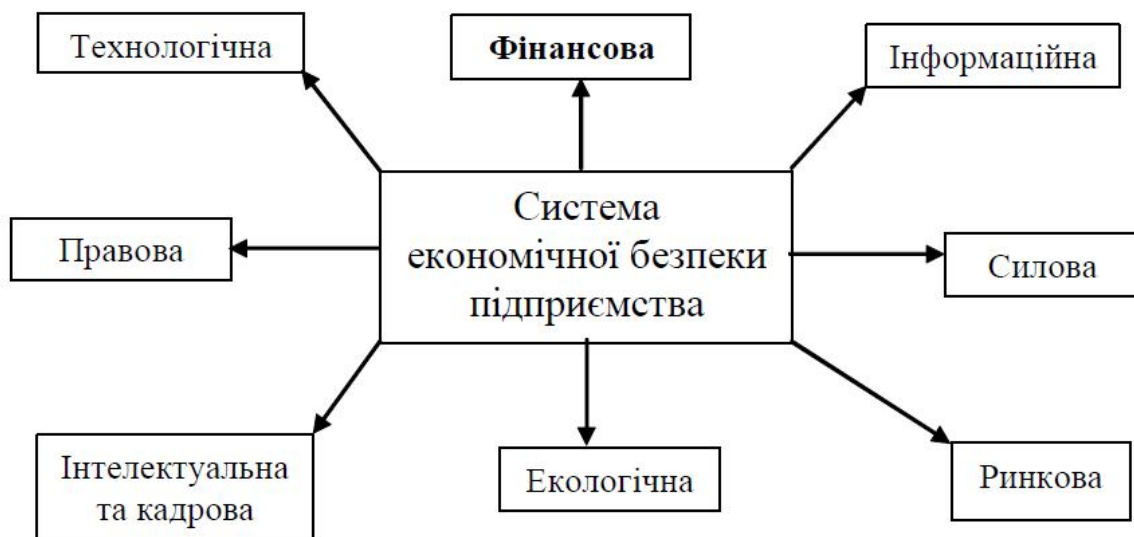 Технологічна
Фінансова
Інформаційна
Система
економічної безпеки
підприємства
Правова
Силова
Інтелектуальна
та кадрова
Екологічна
Ринкова